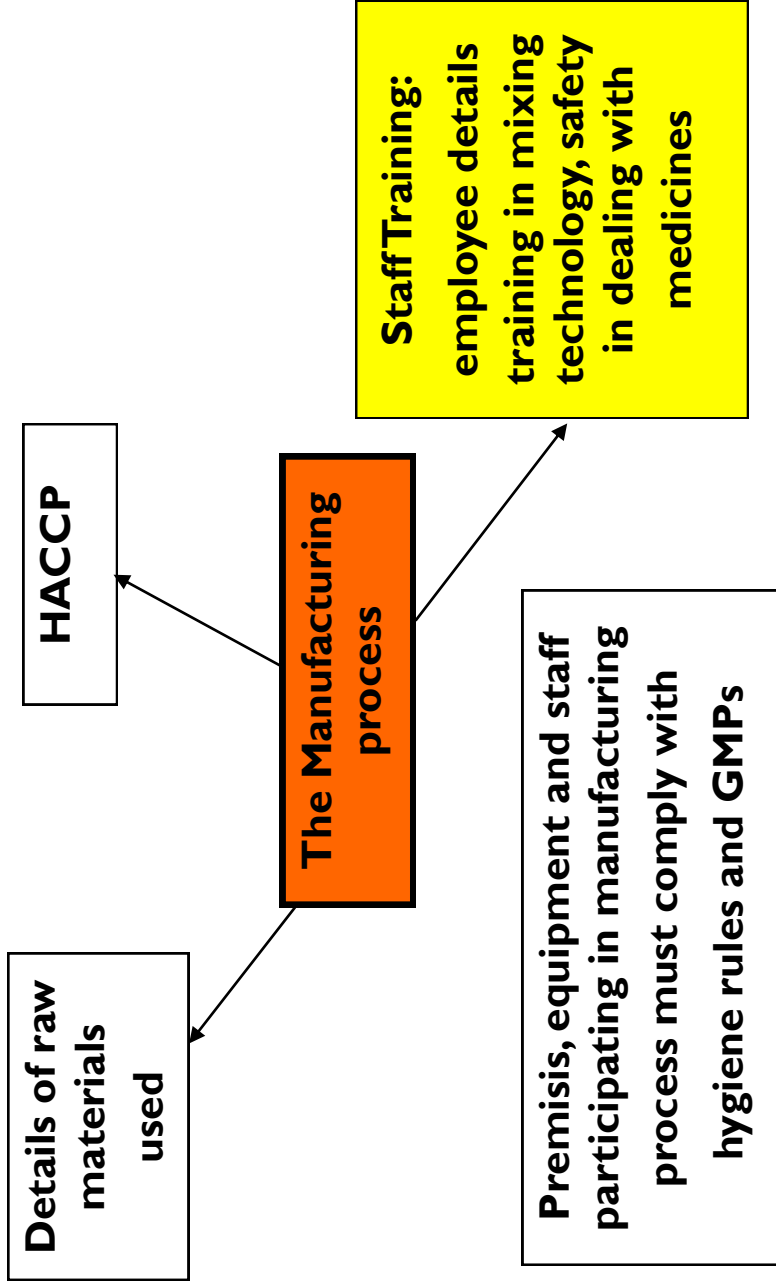 Details of raw
materials
used
HACCP
The Manufacturing
process
Staff Training:
employee details
training in mixing
technology, safety
in dealing with
medicines
Premisis, equipment and staff
participating in manufacturing
process must comply with
hygiene rules and GMPs